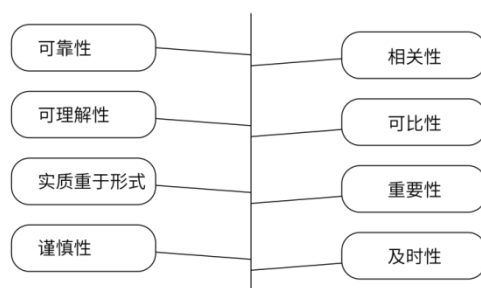 可靠性
相关性
可理解性
可比性
实质重于形式
重要性
谨慎性
及时性